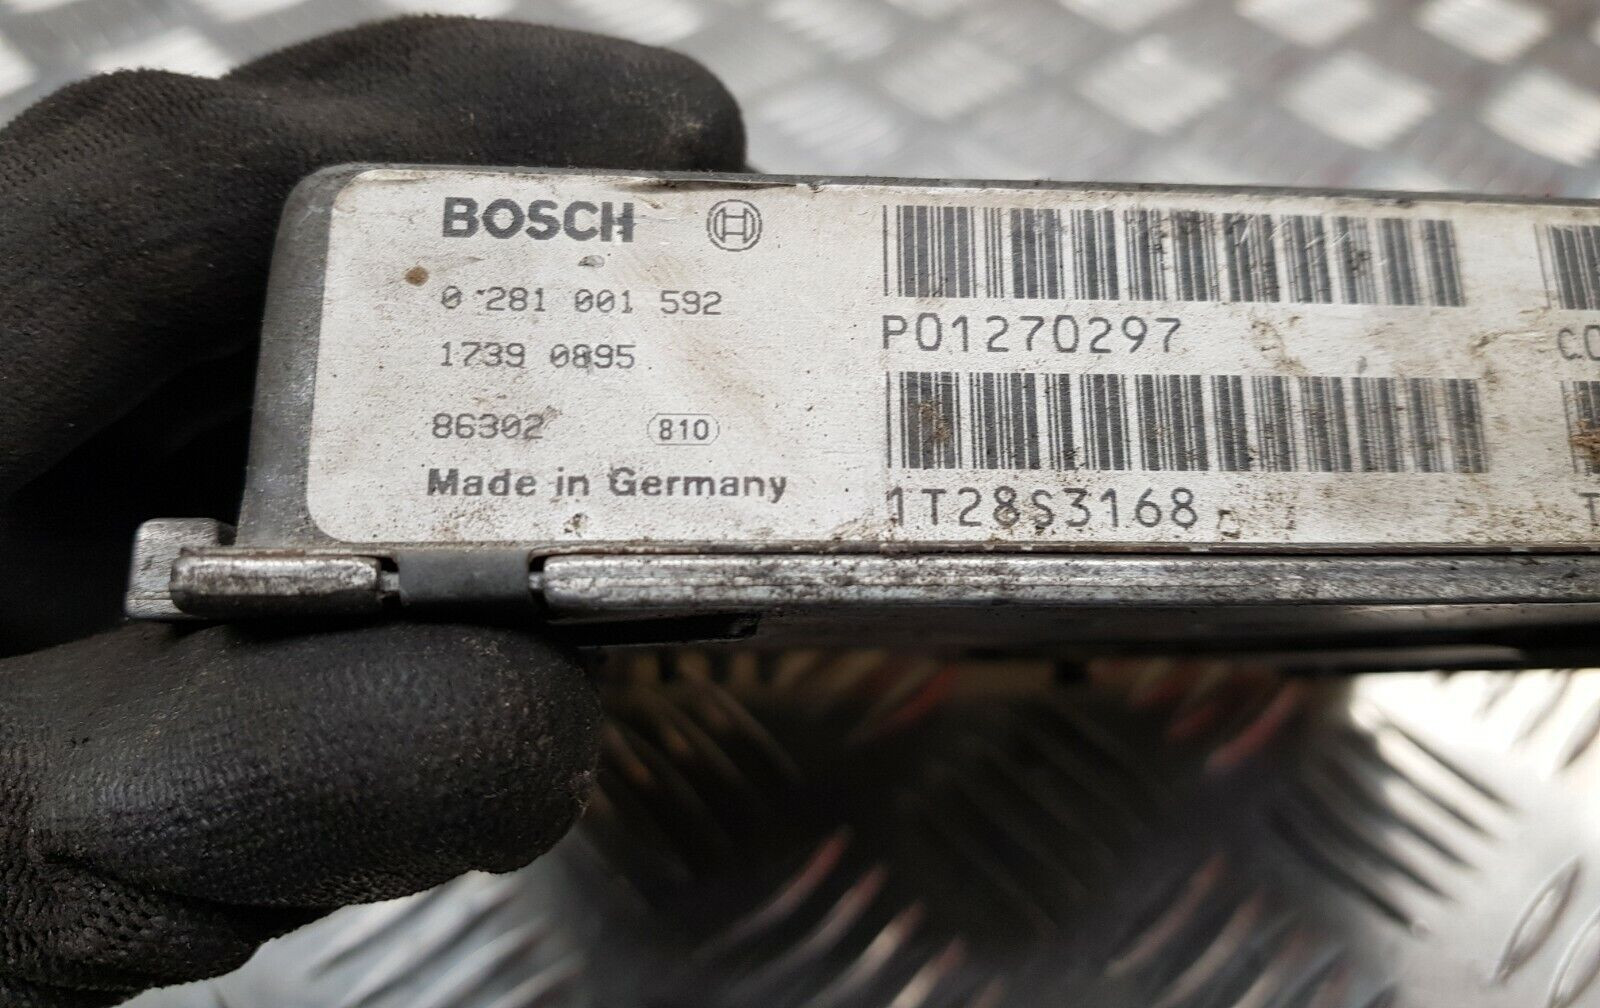 BOSCH
0 281 001 592
1739 0895
86302 810
Made in Germany
P01270297
1T28S3168
C.
T